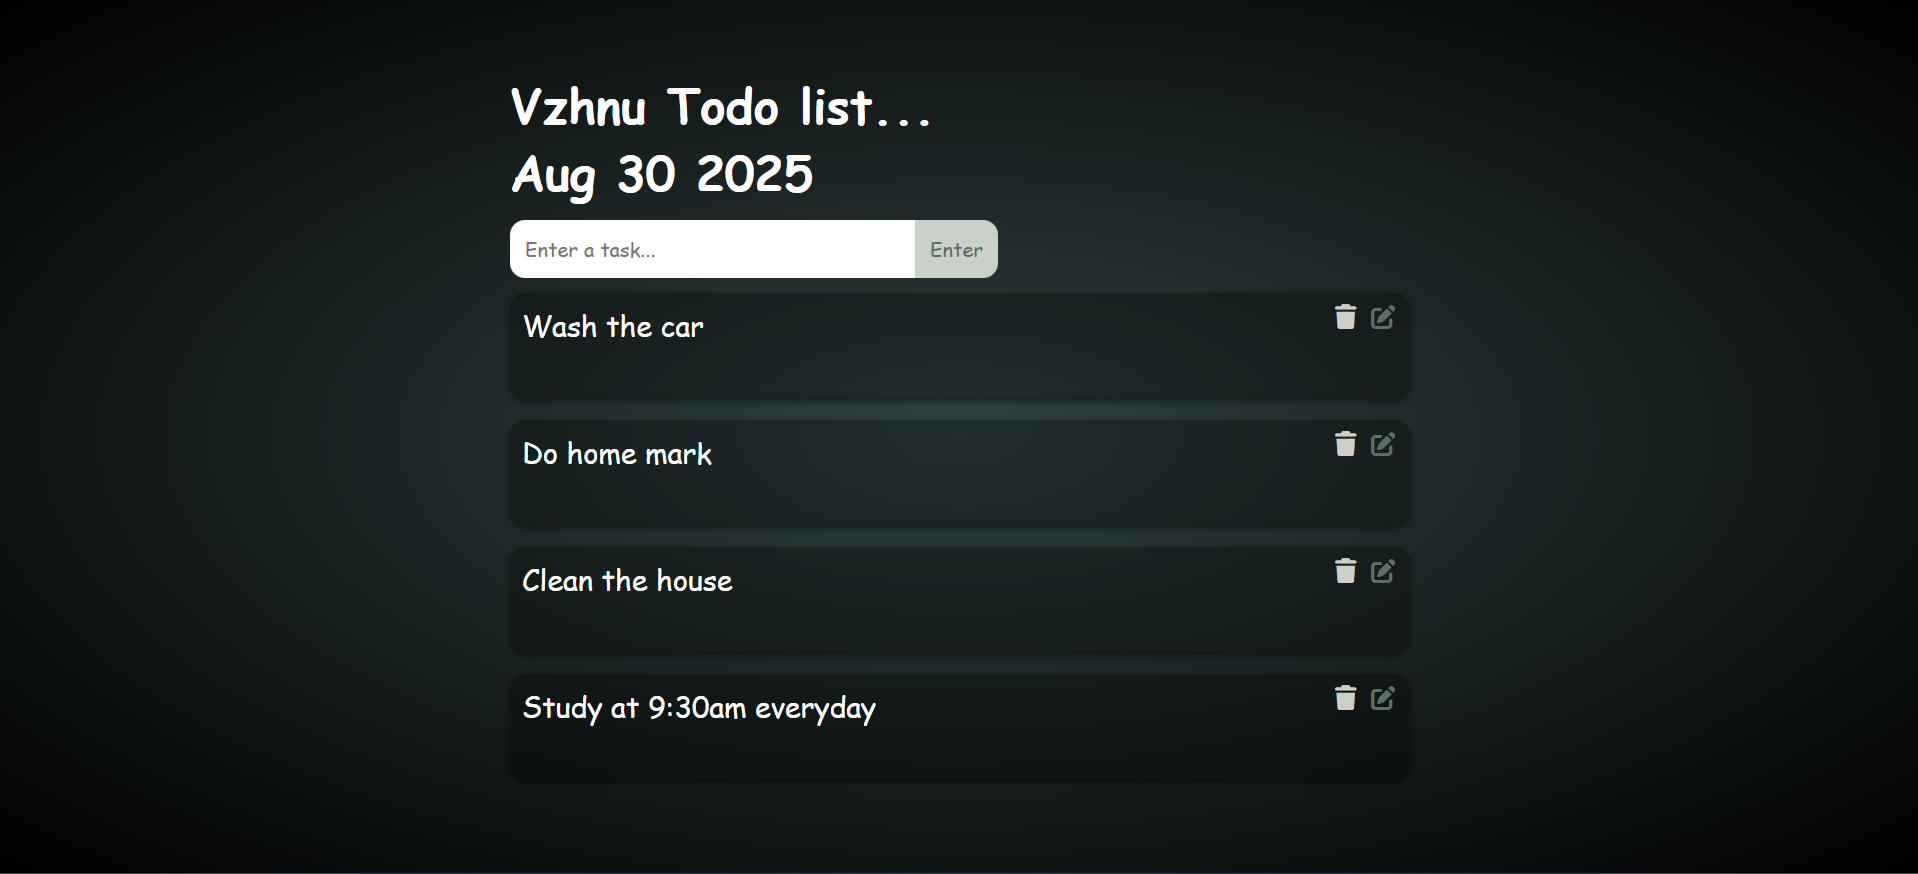 Vzhnu Todo list...
Aug 30 2025
Enter a task... Enter
Wash the car
Do home mark
Clean the house
Study at 9:30am everyday